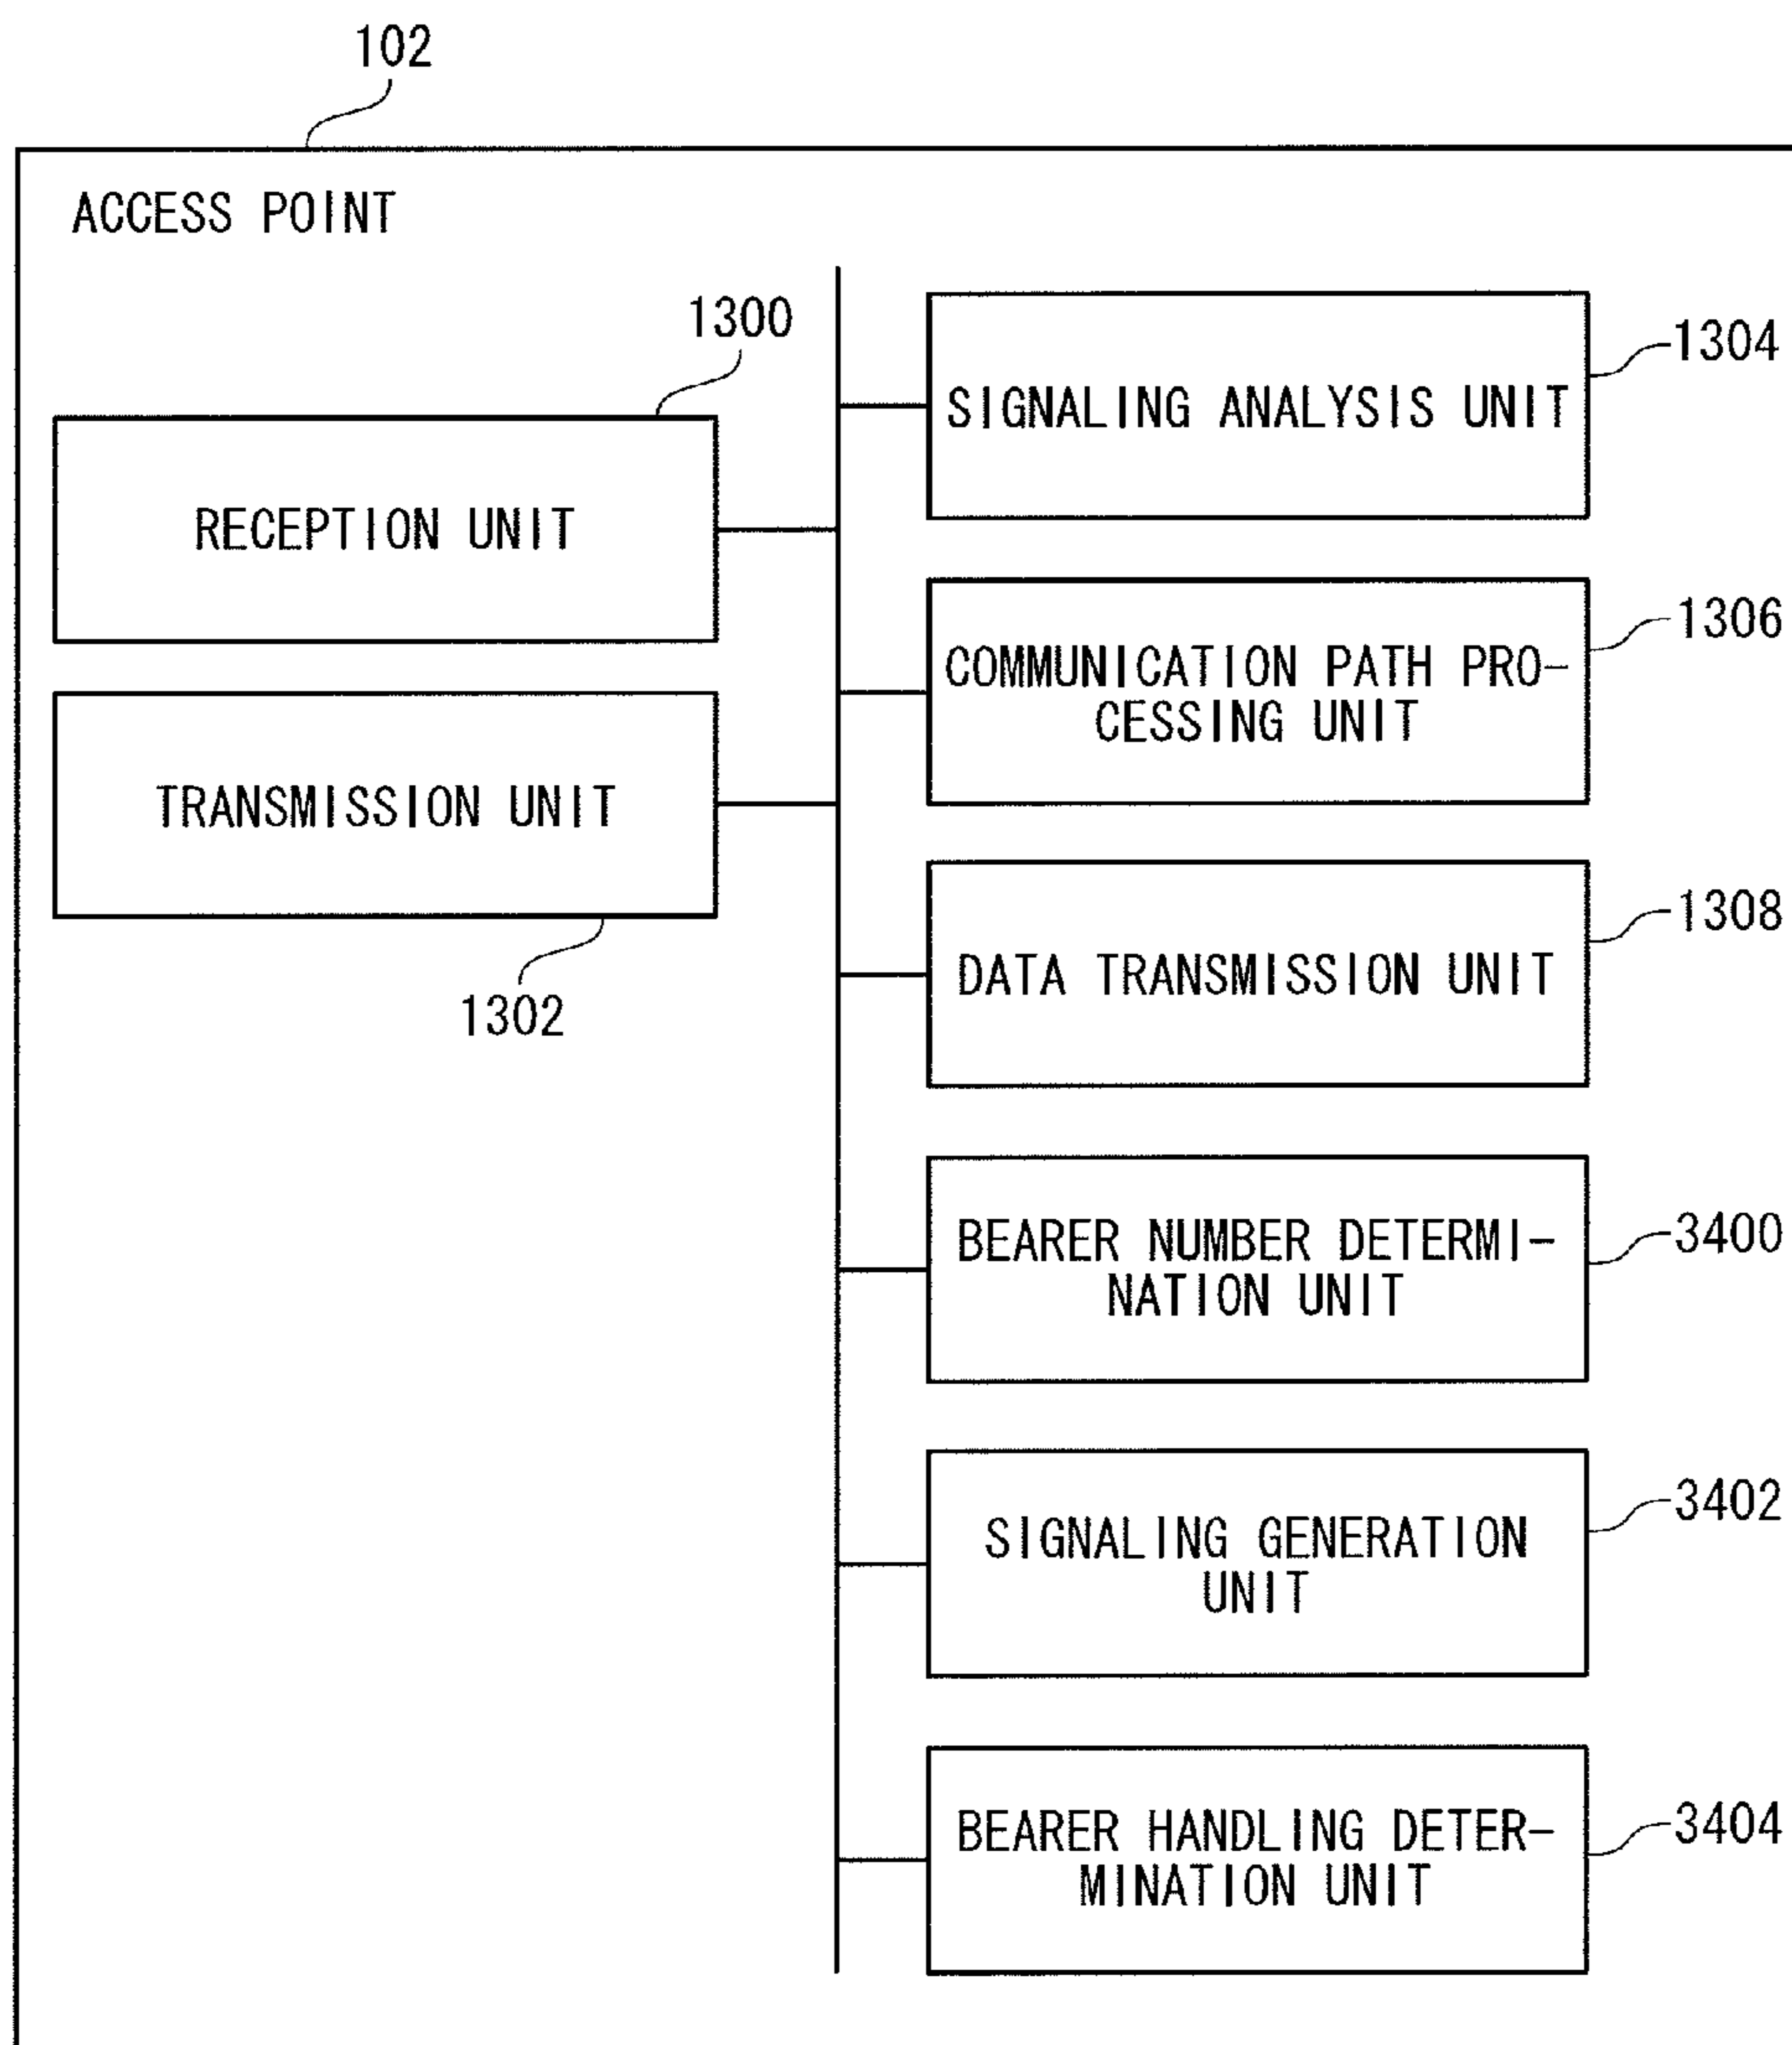 102
ACCESS POINT
1300
RECEPTION UNIT
TRANSMISSION UNIT
1302
SIGNALING ANALYSIS UNIT
1304
COMMUNICATION PATH PRO-
CESSING UNIT
1306
DATA TRANSMISSION UNIT
1308
BEARER NUMBER DETERMI-
NATION UNIT
3400
SIGNALING GENERATION
UNIT
3402
BEARER HANDLING DETER-
MINATION UNIT
3404